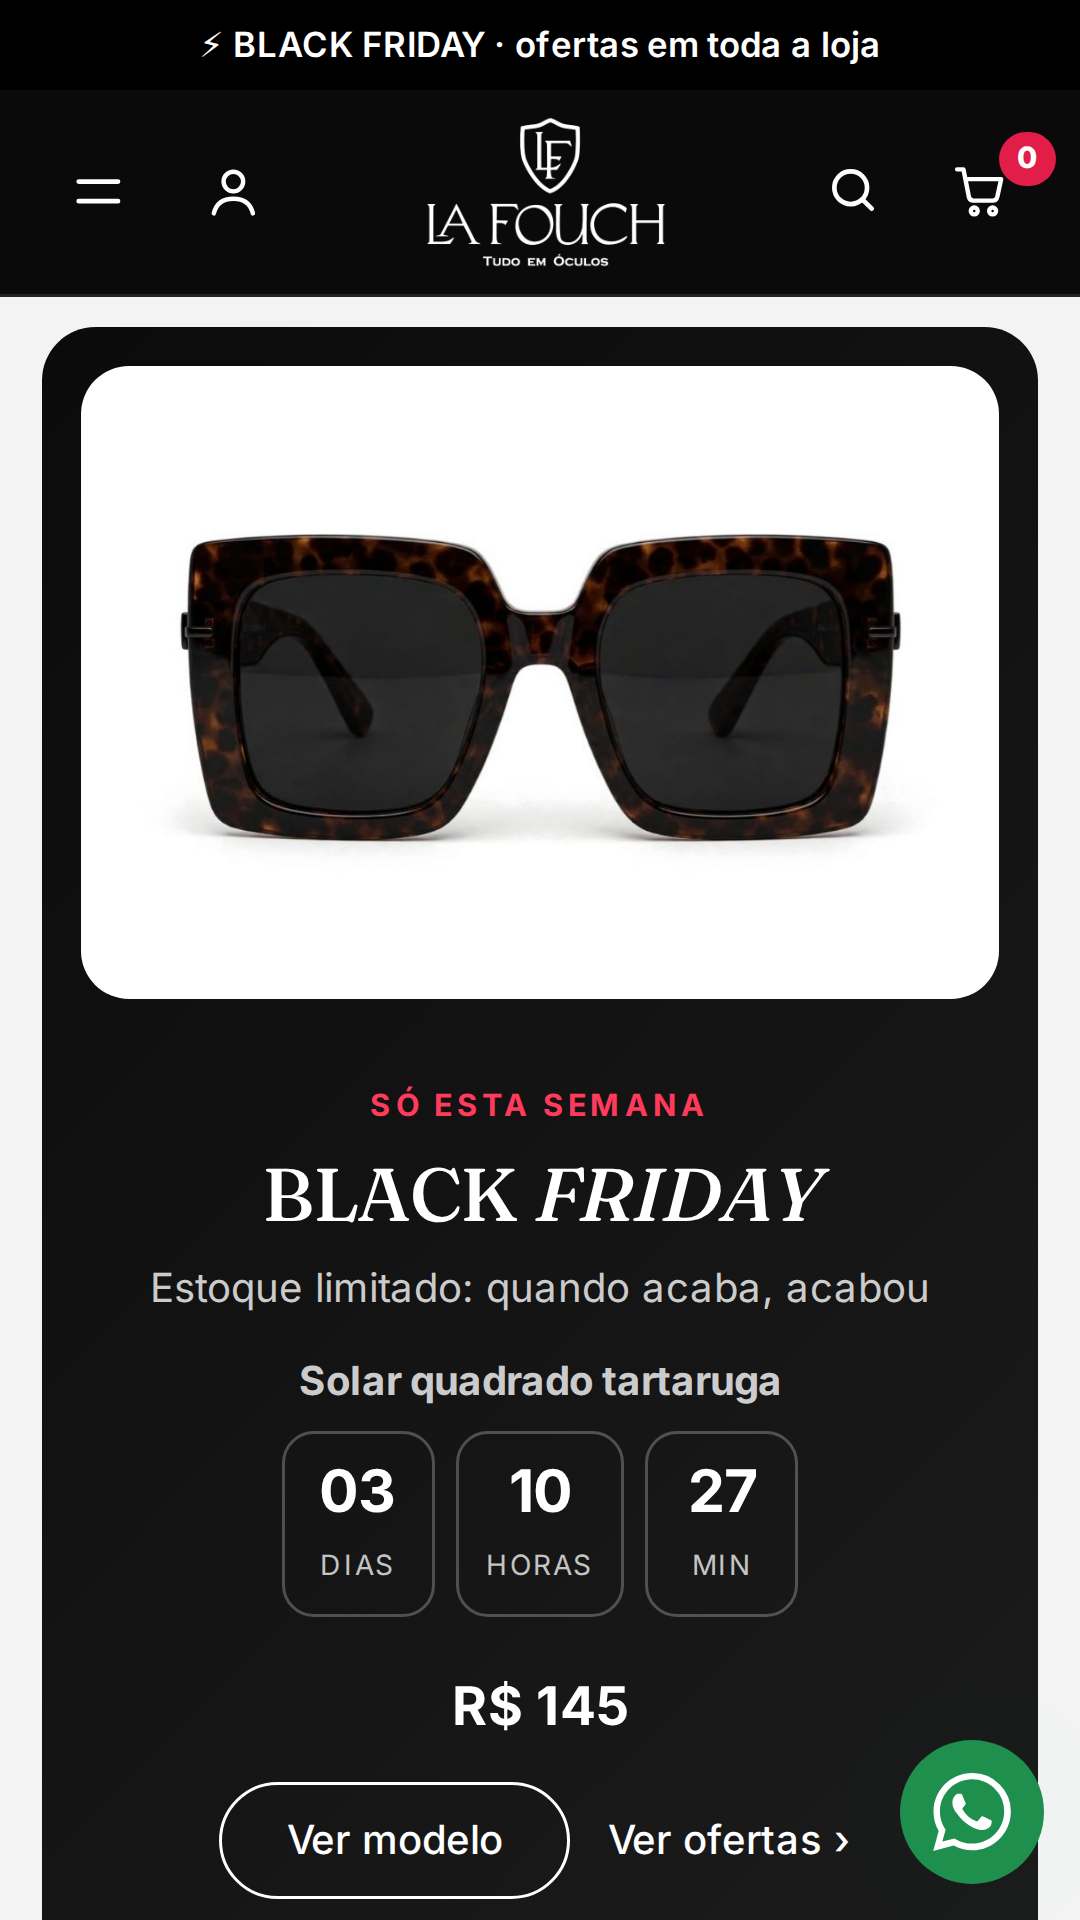 ⚡ BLACK FRIDAY · ofertas em toda a loja
0
LF
LA FOUCH
TUDO EM ÓCULOS
SÓ ESTA SEMANA
BLACK FRIDAY
Estoque limitado: quando acaba, acabou
Solar quadrado tartaruga
03 10 27
DIAS HORAS MIN
R$ 145
Ver modelo Ver ofertas ›